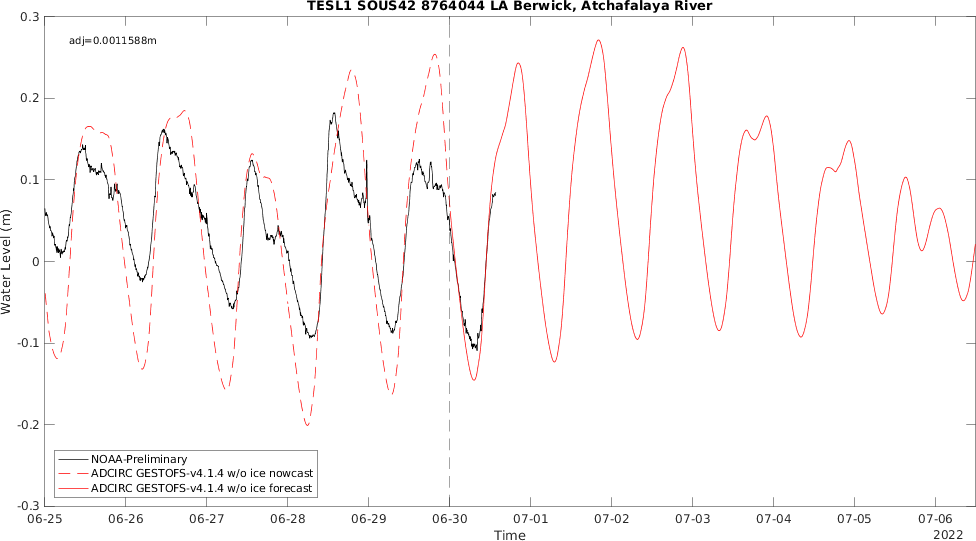 TESL1 SOUS42 8764044 LA Berwick, Atchafalaya River
adj=0.0011588m
0.3
0.2
0.1
0
-0.1
-0.2
-0.3
Water Level (m)
NOAA-Preliminary
ADCIRC GESTOFS-v4.1.4 w/o ice nowcast
ADCIRC GESTOFS-v4.1.4 w/o ice forecast
06-25 06-26 06-27 06-28 06-29 06-30 07-01 07-02 07-03 07-04 07-05 07-06
Time
2022